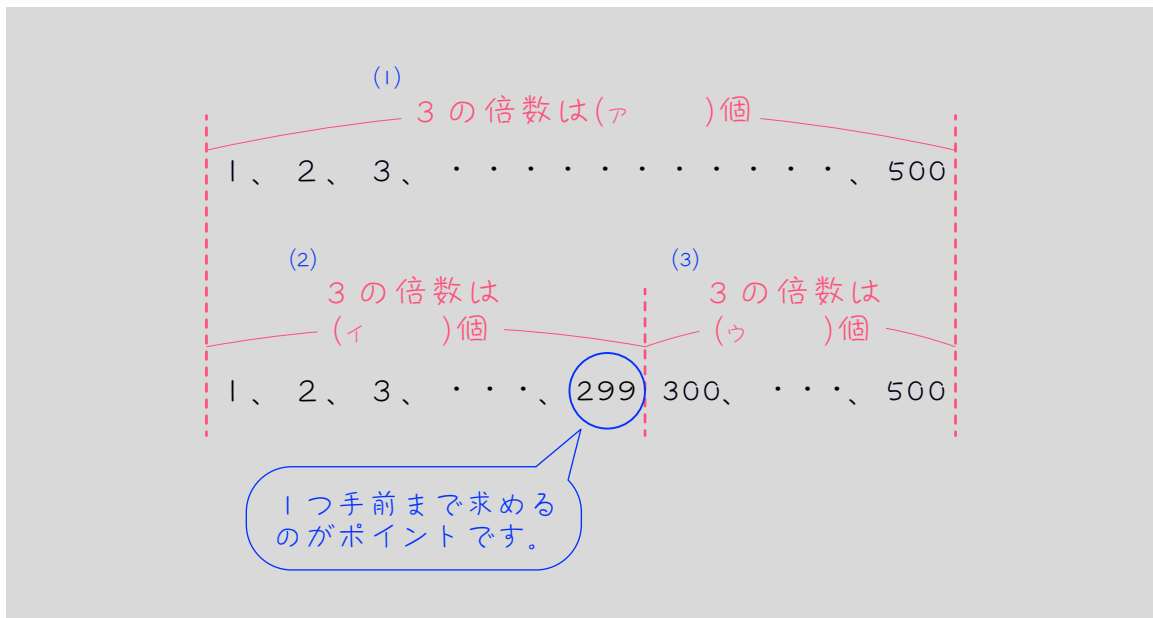 (1)
3の倍数は(ア　　)個
1、2、3、・・・・・・・・・・・、500
(2)
(3)
3の倍数は
(イ　　)個
3の倍数は
(ゥ　　)個
1、2、3、・・・、299
300、・・・、500
1つ手前まで求める
のがポイントです。